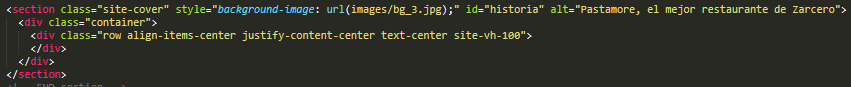 <section class="site-cover" style="background-image: url(images/bg_3.jpg);" id="historia" alt="Pastamore, el mejor restaurante de Zarcero">
<div class="container">
<div class="row align-items-center justify-content-center text-center site-vh-100">
</div>
</div>
</section>
<!-- END section -->